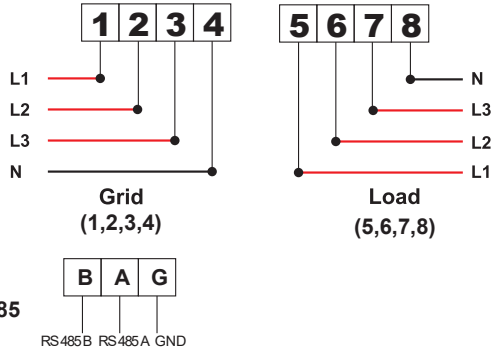 1 2 3 4 5 6 7 8
L1 N
L2 L3
L3 L2
N L1
Grid Load
(1,2,3,4) (5,6,7,8)
B A G
85
RS485B RS485A GND